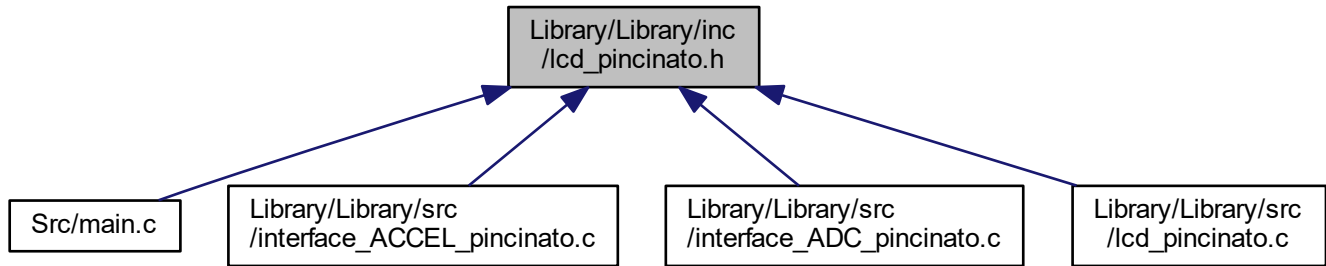 Library/Library/inc
/lcd_pincinato.h
Src/main.c
Library/Library/src
/interface_ACCEL_pincinato.c
Library/Library/src
/interface_ADC_pincinato.c
Library/Library/src
/lcd_pincinato.c